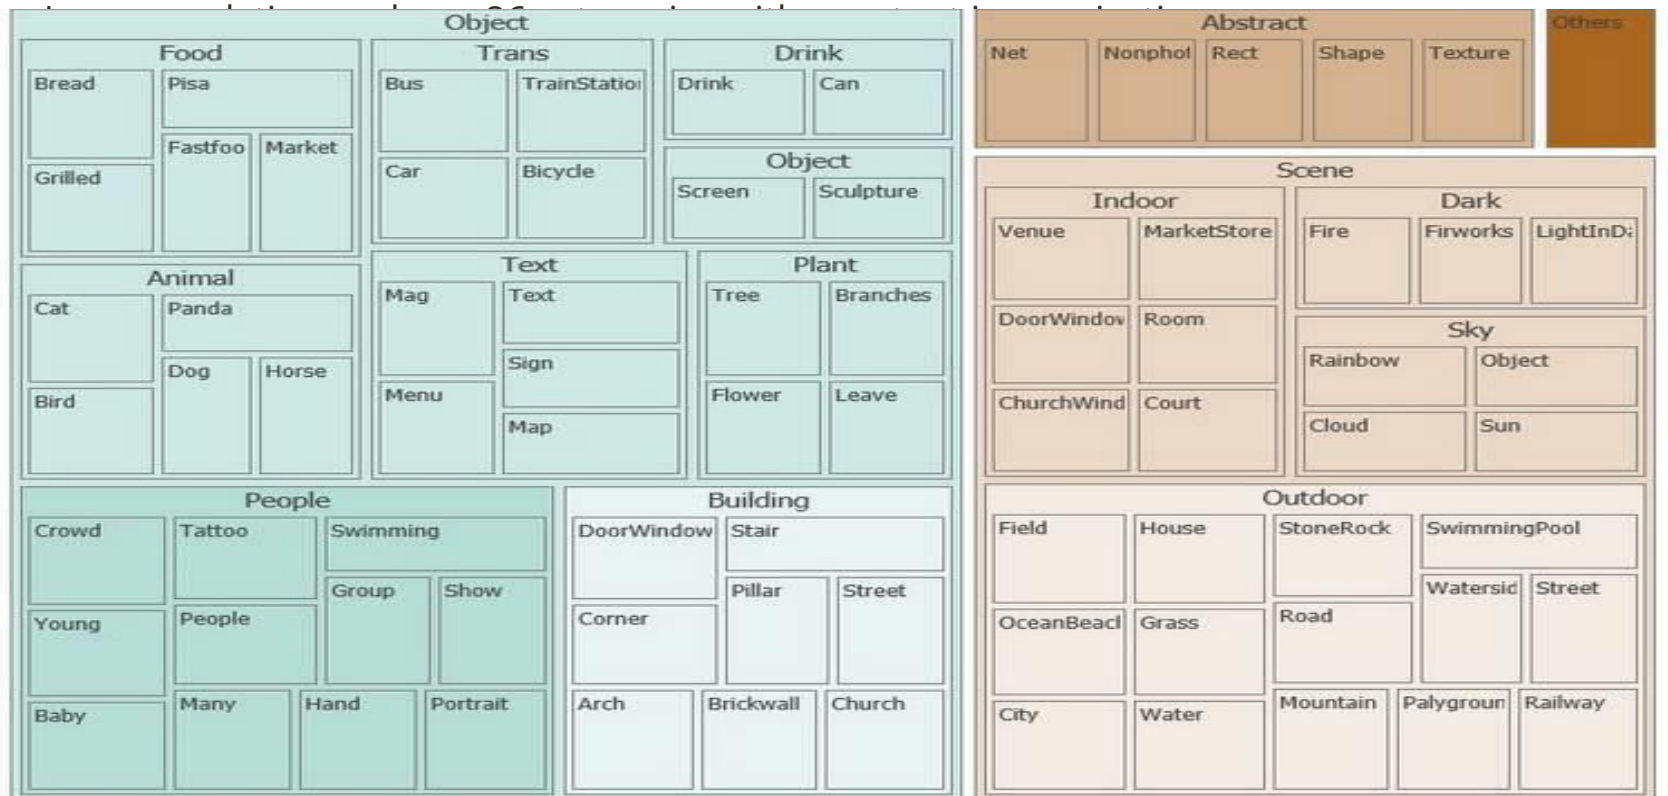 Object
Food
Bread
Pisa
Grilled
Fastfoo
Market
Trans
Bus
TrainStatio
Car
Bicycle
Drink
Drink
Can
Object
Screen
Sculpture
Animal
Cat
Panda
Bird
Dog
Horse
Text
Mag
Text
Sign
Menu
Map
Plant
Tree
Branches
Flower
Leave
People
Crowd
Tattoo
Swimming
Group
Show
Young
People
Baby
Many
Hand
Portrait
Building
DoorWindow
Stair
Pillar
Street
Corner
Arch
Brickwall
Church
Abstract
Net
Nonphot
Rect
Shape
Texture
Others
Scene
Indoor
Venue
MarketStore
DoorWindow
Room
ChurchWind
Court
Dark
Fire
Firworks
LightInDa
Sky
Rainbow
Object
Cloud
Sun
Outdoor
Field
House
StoneRock
SwimmingPool
Watersid
Street
OceanBeacl
Grass
Road
City
Water
Mountain
Palygroun
Railway